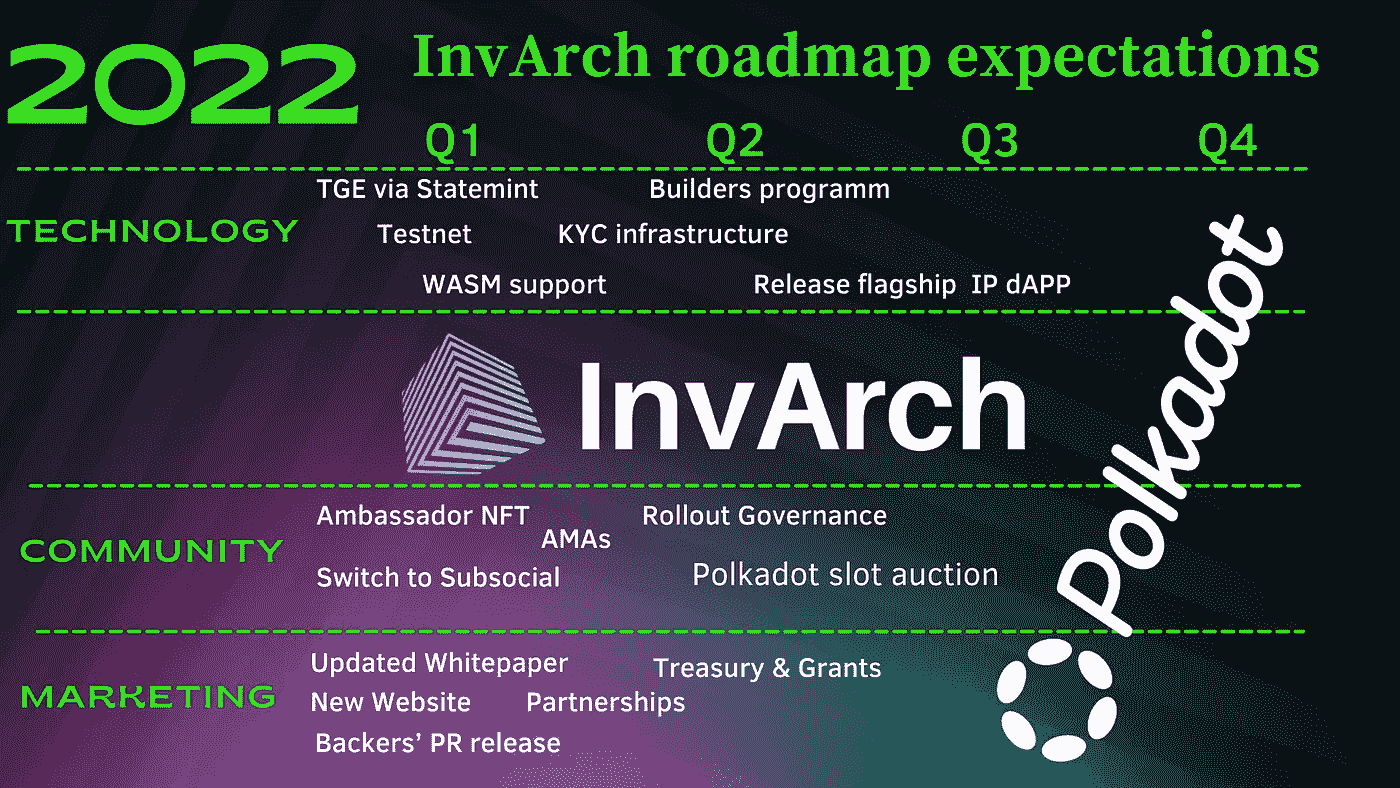 2022 InvArch roadmap expectations
Q1 Q2 Q3 Q4
TGE via Statemint Builders programm
TECHNOLOGY
Testnet KYC infrastructure
WASM support Release flagship IP dAPP
InvArch
Polkadot
Ambassador NFT Rollout Governance
AMAs
COMMUNITY
Switch to Subsocial Polkadot slot auction
Updated Whitepaper Treasury & Grants
MARKETING
New Website Partnerships
Backers’ PR release